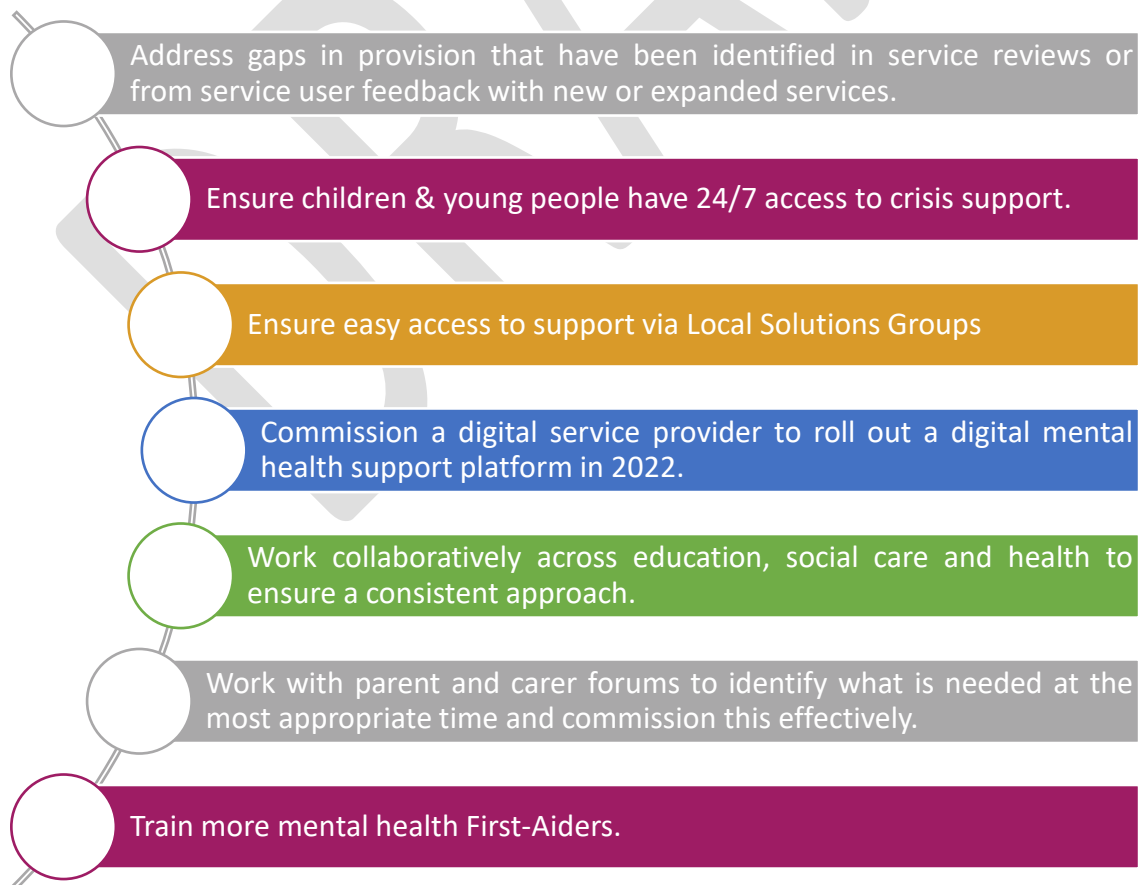 Address gaps in provision that have been identified in service reviews or
from service user feedback with new or expanded services.
Ensure children & young people have 24/7 access to crisis support.
Ensure easy access to support via Local Solutions Groups
Commission a digital service provider to roll out a digital mental
health support platform in 2022.
Work collaboratively across education, social care and health to
ensure a consistent approach.
Work with parent and carer forums to identify what is needed at the
most appropriate time and commission this effectively.
Train more mental health First-Aiders.